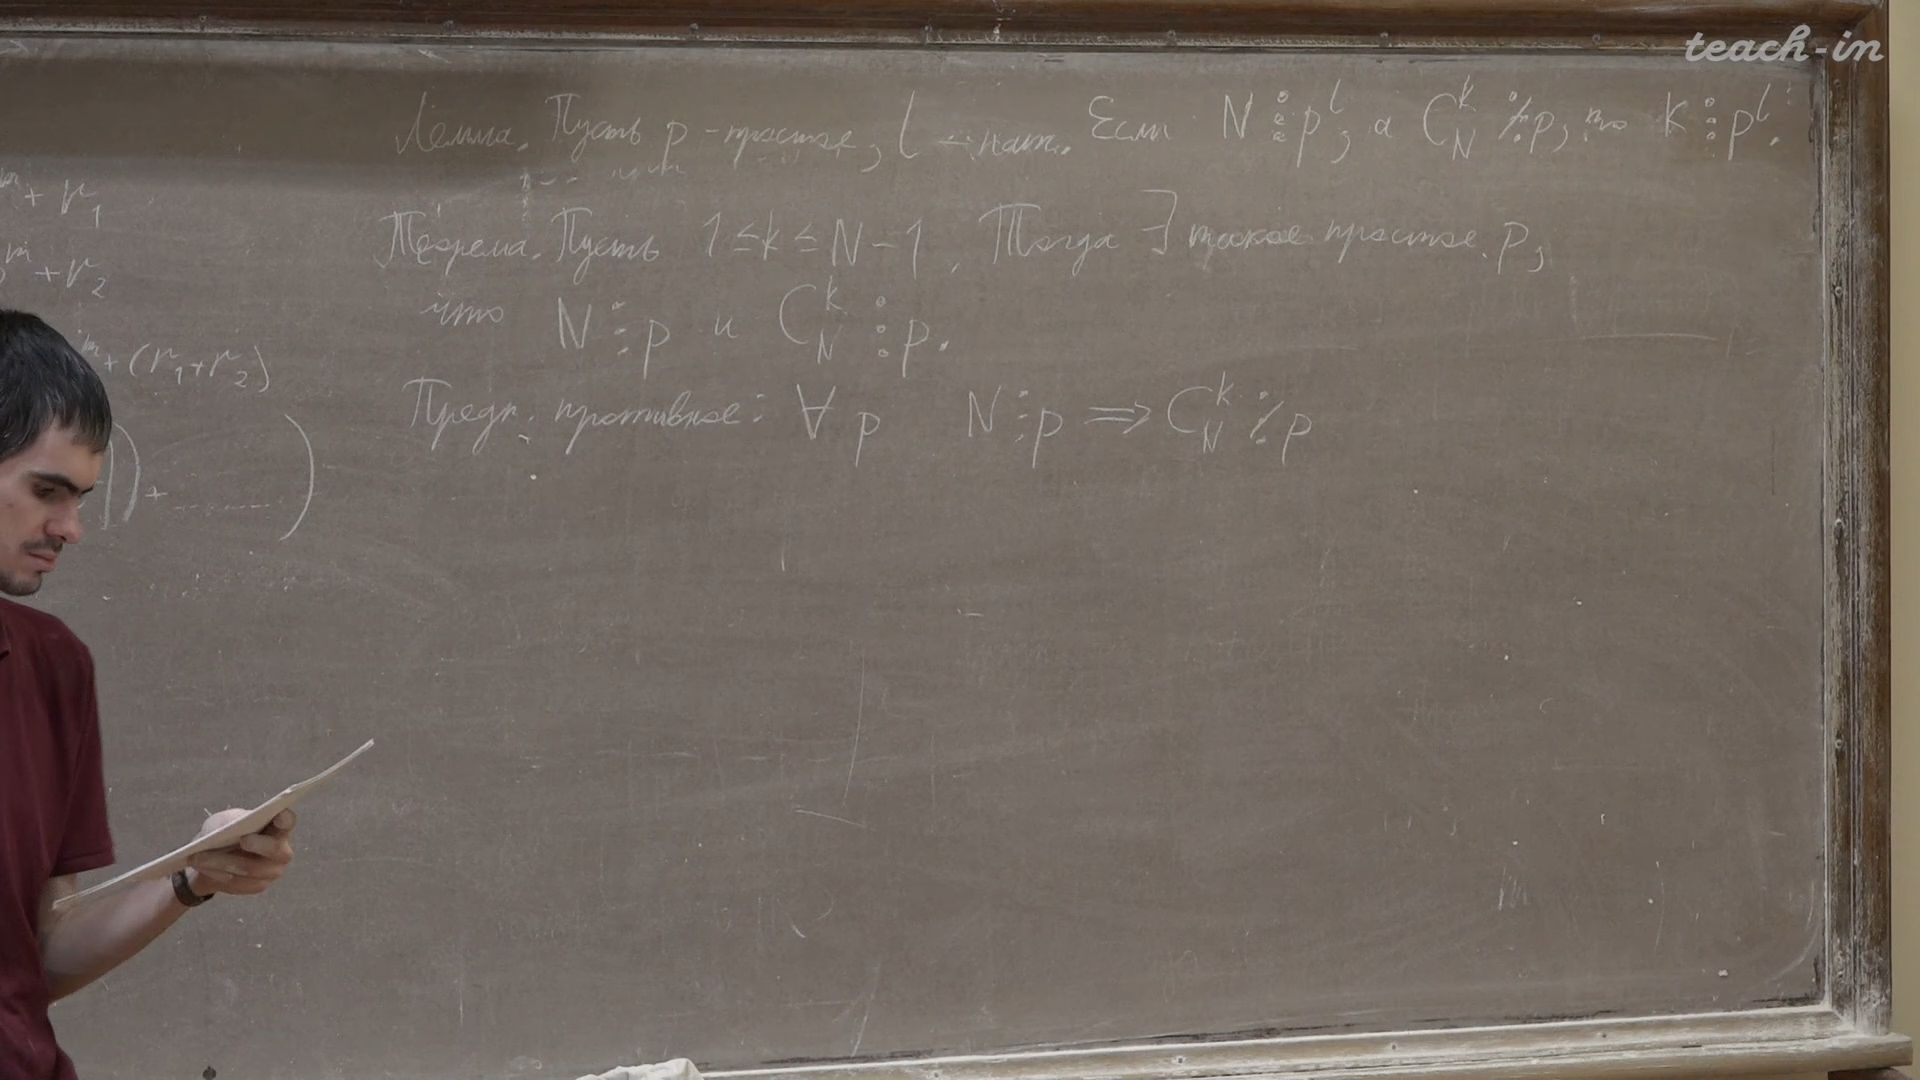 teach-in
Лемма. Пусть p - простое, l - нат. Если N ⋮ p^l, а C_N^k ⋮̸ p, то k ⋮ p^l.
Теорема. Пусть 1 ≤ k ≤ N - 1. Тогда ∃ такое простое p,
что N ⋮ p и C_N^k ⋮ p.
Предп. противное: ∀ p N ⋮ p ⇒ C_N^k ⋮̸ p
+ r_1
+ r_2
+ (r_1 + r_2)
) + ...... )